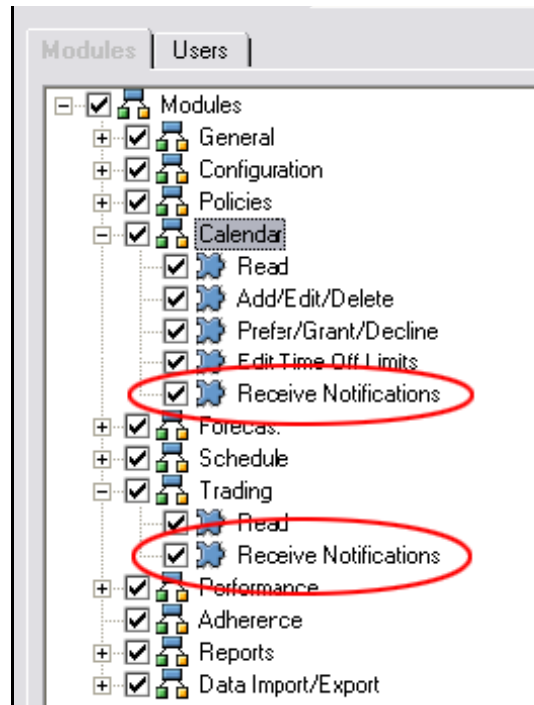 Modules Users
Modules
General
Configuration
Policies
Calendar
Read
Add/Edit/Delete
Prefer/Grant/Decline
Edit Time Off Limits
Receive Notifications
Forecast
Schedule
Trading
Read
Receive Notifications
Performance
Adherence
Reports
Data Import/Export